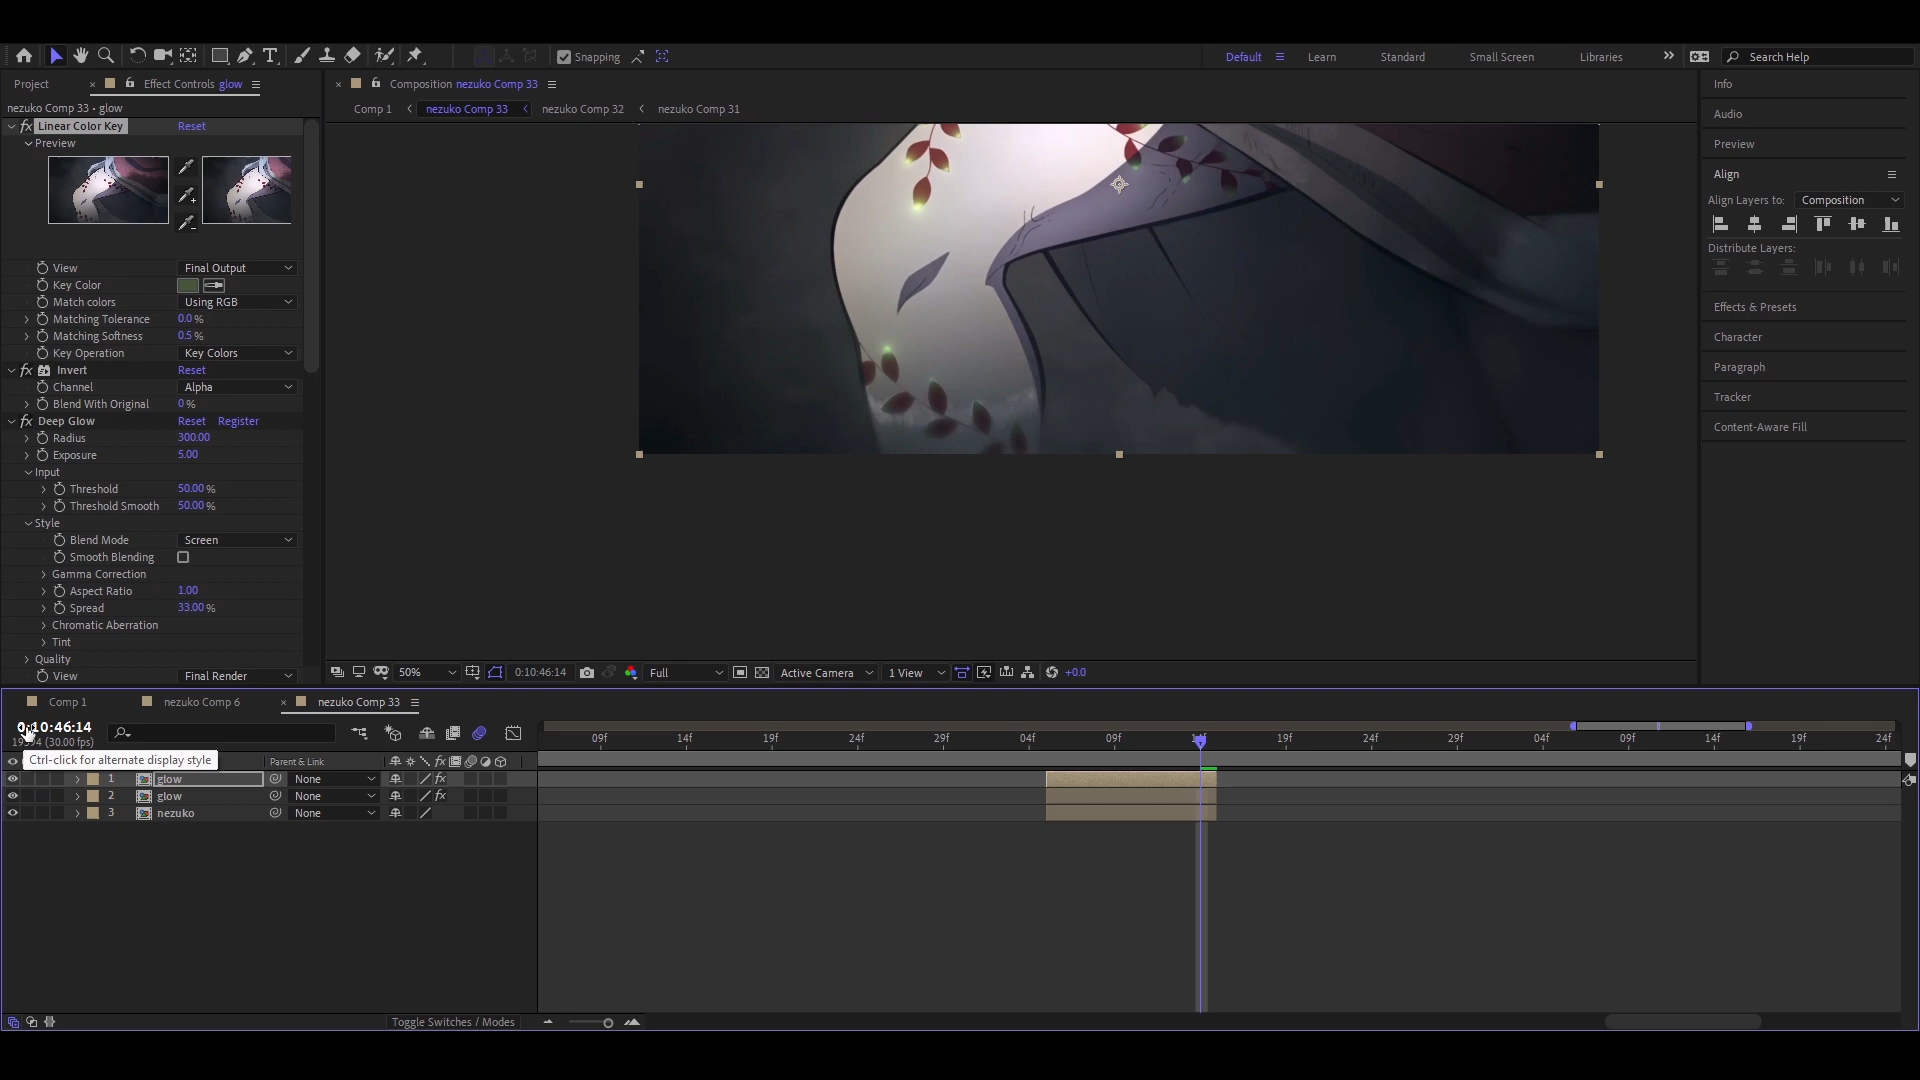 Snapping
Default
Learn
Standard
Small Screen
Libraries
Search Help
Project
Effect Controls glow
nezuko Comp 33 • glow
Linear Color Key Reset
Preview
View Final Output
Key Color
Match colors Using RGB
Matching Tolerance 0.0 %
Matching Softness 0.5 %
Key Operation Key Colors
Invert Reset
Channel Alpha
Blend With Original 0 %
Deep Glow Reset Register
Radius 300.00
Exposure 5.00
Input
Threshold 50.00 %
Threshold Smooth 50.00 %
Style
Blend Mode Screen
Smooth Blending
Gamma Correction
Aspect Ratio 1.00
Spread 33.00 %
Chromatic Aberration
Tint
Quality
View Final Render
Composition nezuko Comp 33
Comp 1 nezuko Comp 33 nezuko Comp 32 nezuko Comp 31
50% 0:10:46:14 Full Active Camera 1 View +0.0
Info
Audio
Preview
Align
Align Layers to: Composition
Distribute Layers:
Effects & Presets
Character
Paragraph
Tracker
Content-Aware Fill
Comp 1 nezuko Comp 6 nezuko Comp 33
0:10:46:14
(30.00 fps)
Ctrl-click for alternate display style
Parent & Link
09f 14f 19f 24f 29f 04f 09f 14f 19f 24f 29f 04f 09f 14f 19f 24f
1 glow None
2 glow None
3 nezuko None
Toggle Switches / Modes